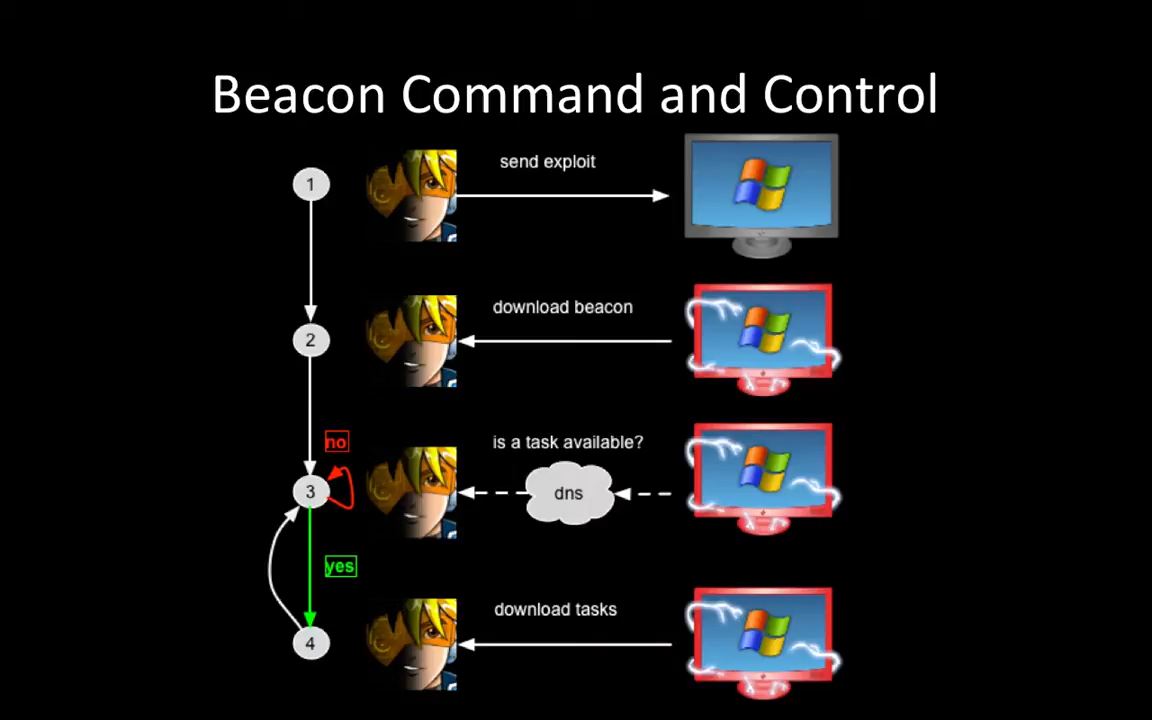 Beacon Command and Control
1
send exploit
2
download beacon
no
is a task available?
3
dns
yes
4
download tasks